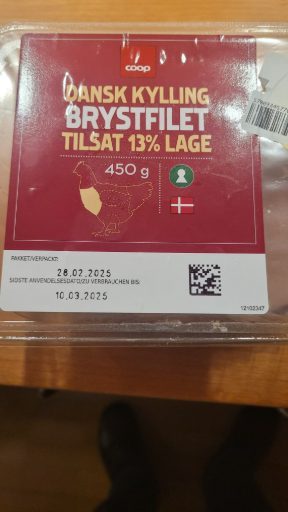 coop
DANSK KYLLING
BRYSTFILET
TILSAT 13% LAGE
450 g
PAKKET/VERPACKT:
28.02.2025
SIDSTE ANVENDELSESDATO/ZU VERBRAUCHEN BIS:
10.03.2025
12102347